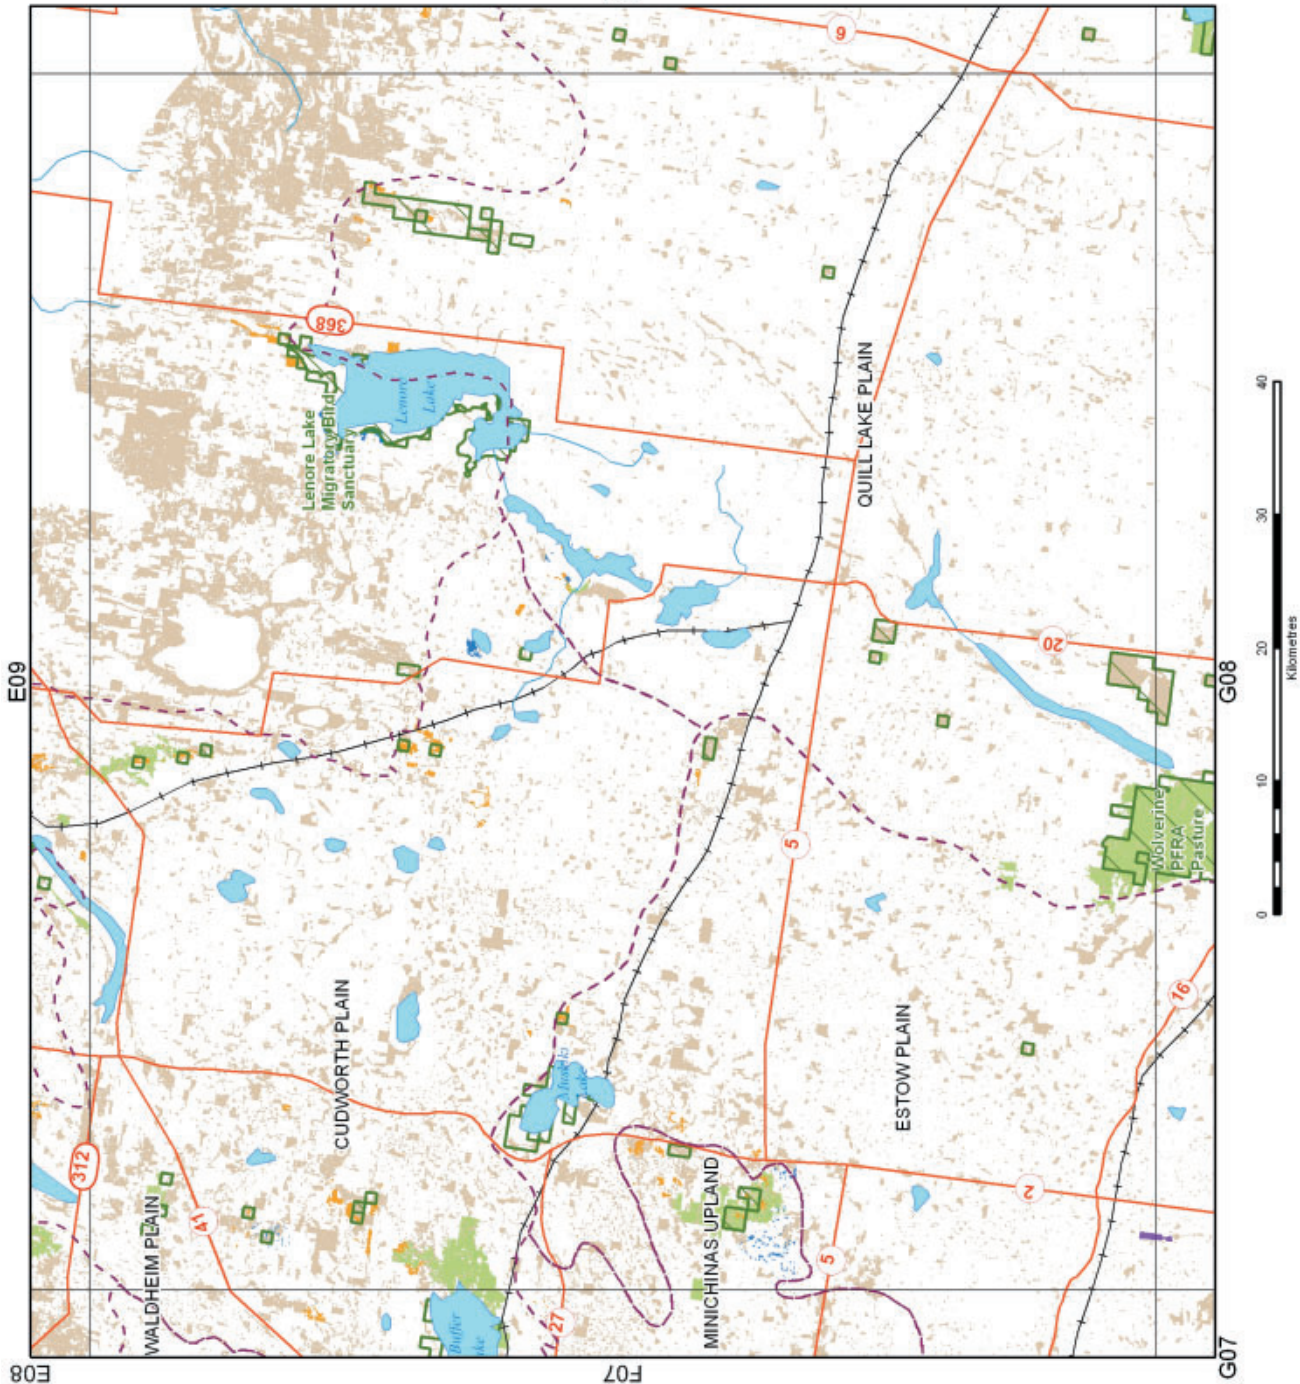 E09
E08
F07
G07
G08
6
368
Lenore Lake
Migratory Bird
Sanctuary
Lenore
Lake
QUILL LAKE PLAIN
20
5
Wolverine
PFRA
Pasture
CUDWORTH PLAIN
312
41
WALDHEIM PLAIN
Lake
ESTOW PLAIN
16
2
MINICHINAS UPLAND
5
27
Buffer
ake
0
10
20
30
40
Kilometres